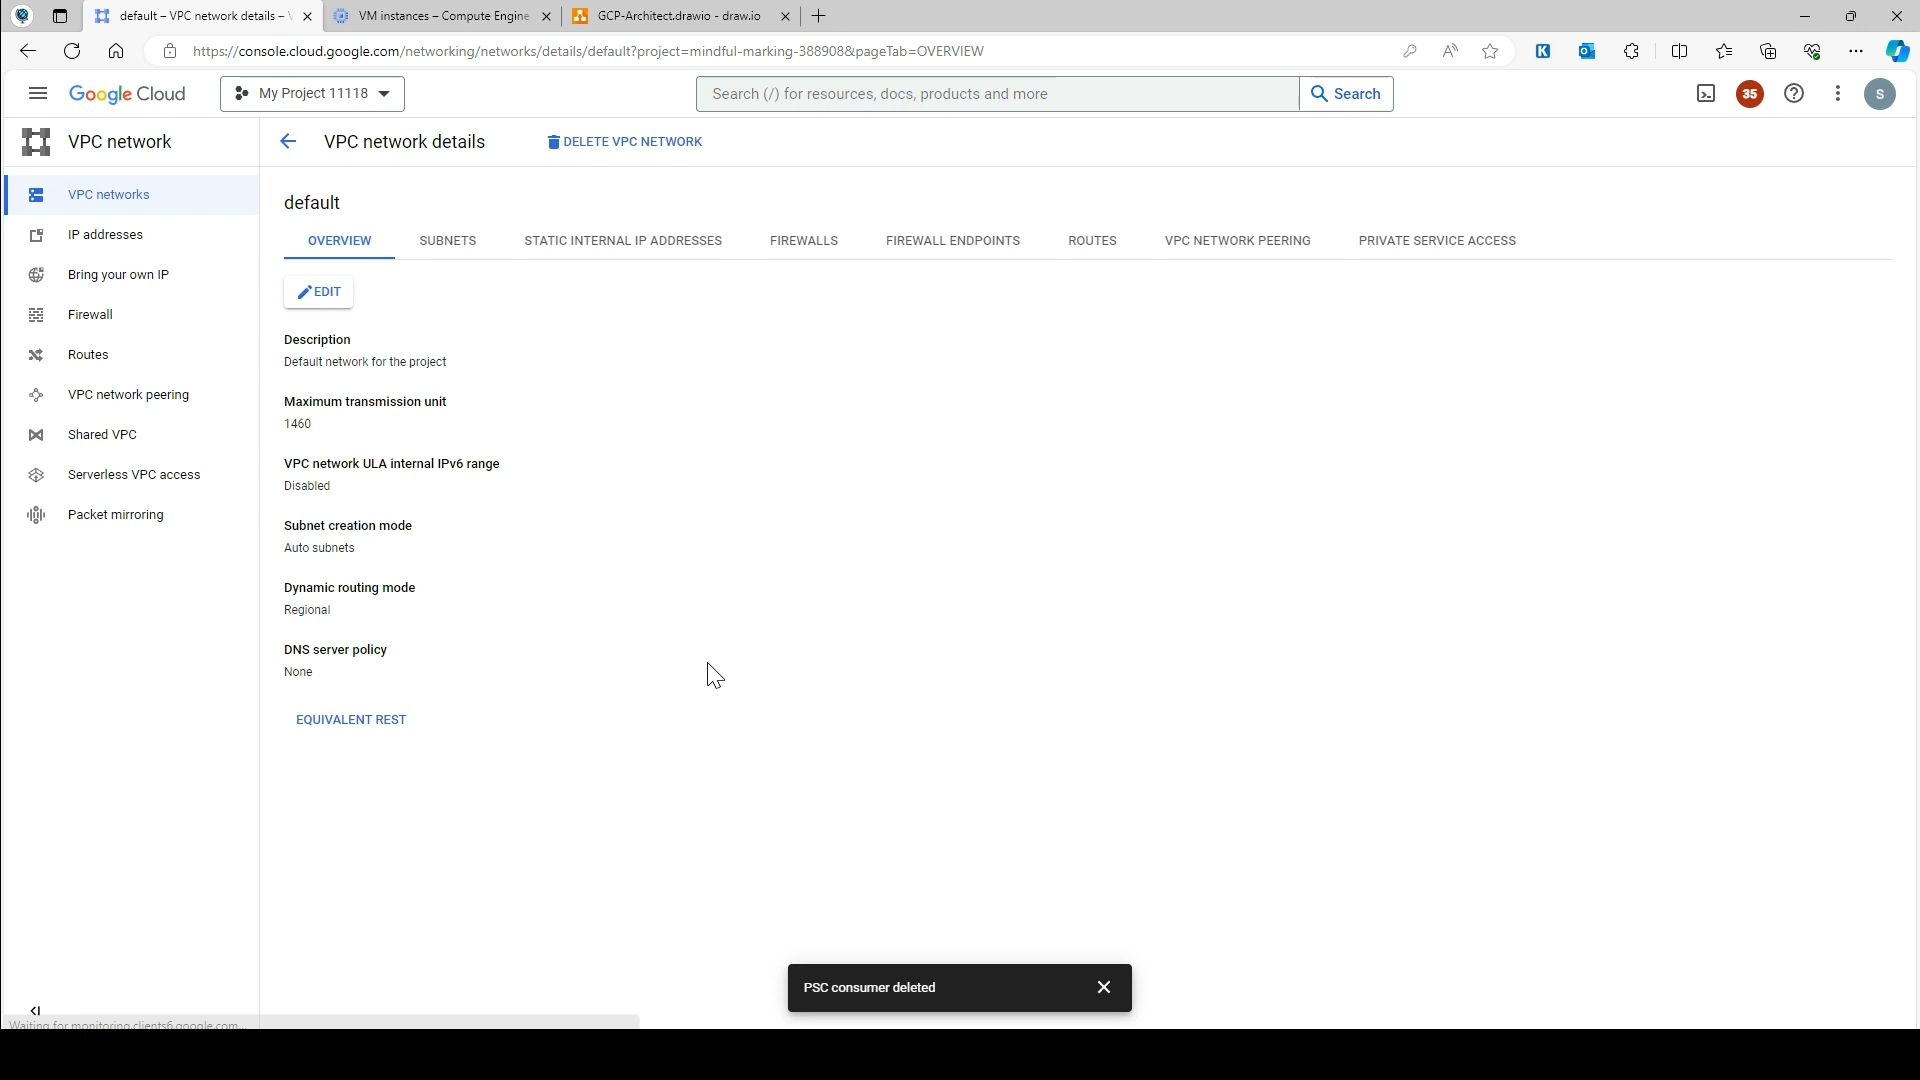 default – VPC network details –
VM instances – Compute Engine
GCP-Architect.drawio - draw.io
https://console.cloud.google.com/networking/networks/details/default?project=mindful-marking-388908&pageTab=OVERVIEW
Google Cloud
My Project 11118
Search (/) for resources, docs, products and more
Search
35
S
VPC network
VPC network details
DELETE VPC NETWORK
VPC networks
IP addresses
Bring your own IP
Firewall
Routes
VPC network peering
Shared VPC
Serverless VPC access
Packet mirroring
default
OVERVIEW
SUBNETS
STATIC INTERNAL IP ADDRESSES
FIREWALLS
FIREWALL ENDPOINTS
ROUTES
VPC NETWORK PEERING
PRIVATE SERVICE ACCESS
EDIT
Description
Default network for the project
Maximum transmission unit
1460
VPC network ULA internal IPv6 range
Disabled
Subnet creation mode
Auto subnets
Dynamic routing mode
Regional
DNS server policy
None
EQUIVALENT REST
PSC consumer deleted
Waiting for monitoring.clients6.google.com...